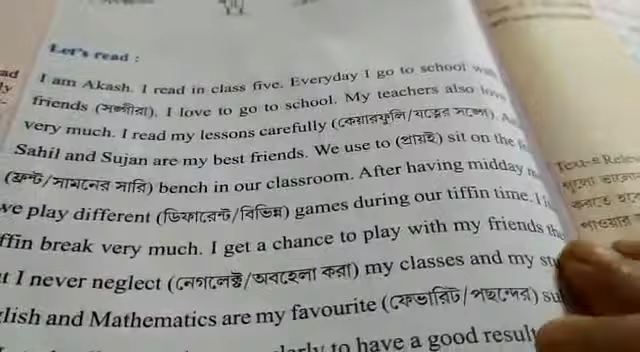 Let's read :
I am Akash. I read in class five. Everyday I go to school
friends (সঙ্গীরা). I love to go to school. My teachers also love
very much. I read my lessons carefully (কেয়ারফুলি/যত্নের সঙ্গে).
Sahil and Sujan are my best friends. We use to (প্রায়ই) sit on the
(ফ্রন্ট/সামনের সারি) bench in our classroom. After having midday
we play different (ডিফারেন্ট/বিভিন্ন) games during our tiffin time. I
ffin break very much. I get a chance to play with my friends
t I never neglect (নেগলেক্ট/অবহেলা করা) my classes and my
lish and Mathematics are my favourite (ফেভারিট/পছন্দের)
larly to have a good result
ad
ly